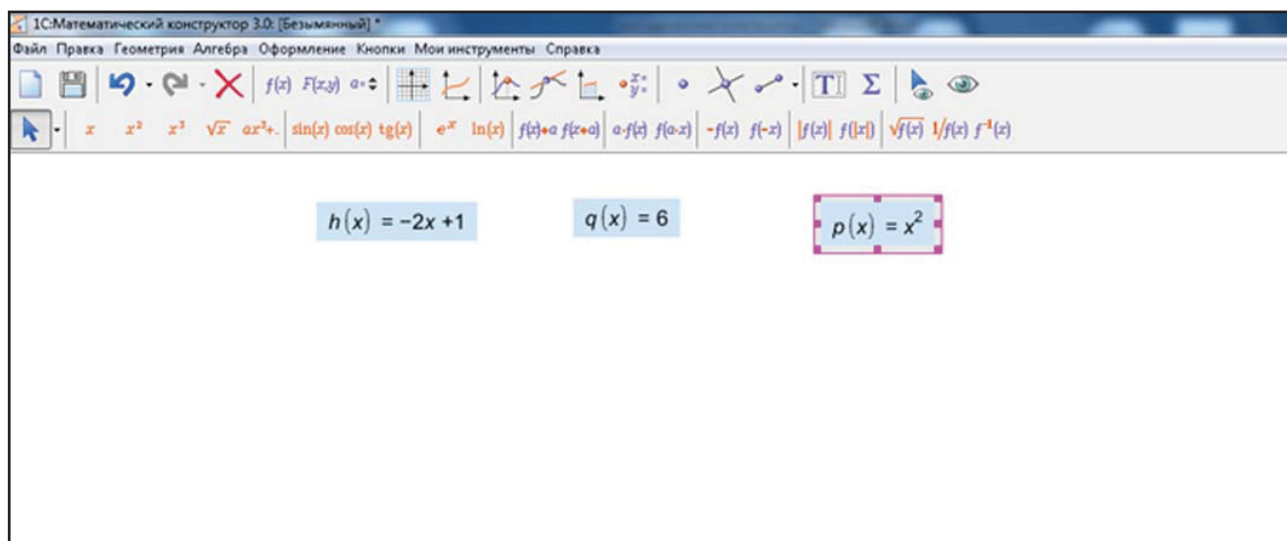 1С:Математический конструктор 3.0: [Безымянный] *
Файл Правка Геометрия Алгебра Оформление Кнопки Мои инструменты Справка
f(x) F(x,y) a= x= y= T Σ
x x² x³ √x ax³+.. sin(x) cos(x) tg(x) eˣ ln(x) f(x)+a f(x+a) a·f(x) f(a·x) -f(x) f(-x) |f(x)| f(|x|) √f(x) 1/f(x) f⁻¹(x)
h(x) = −2x +1 q(x) = 6 p(x) = x²